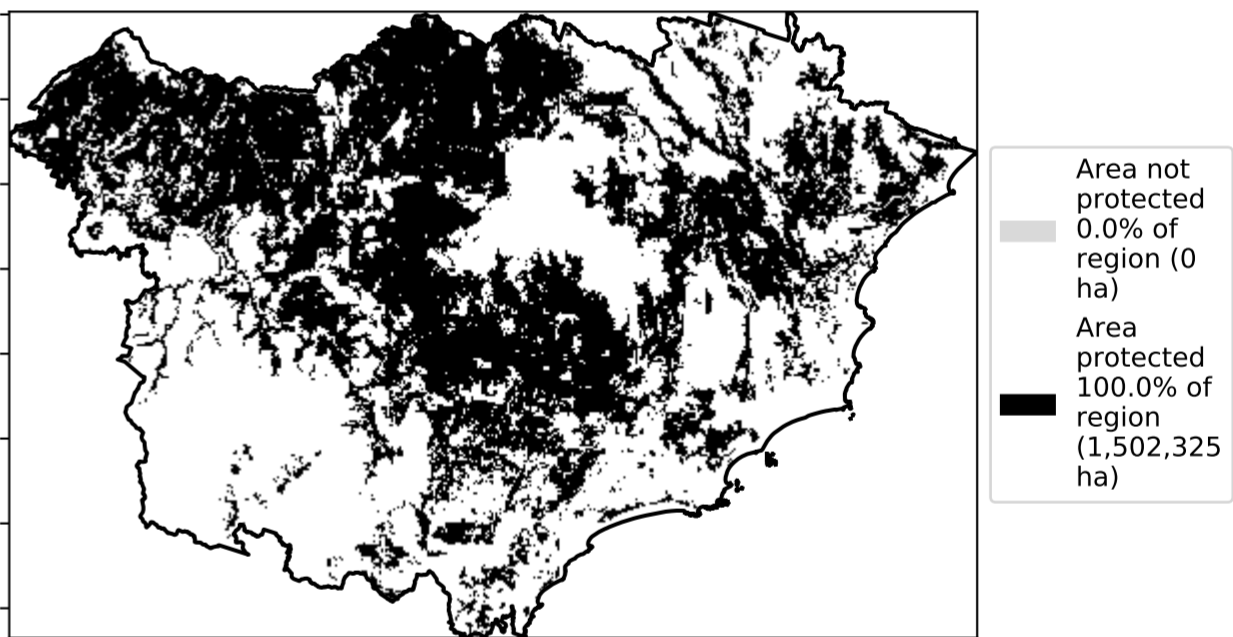 Area not
protected
0.0% of
region (0
ha)
Area
protected
100.0% of
region
(1,502,325
ha)